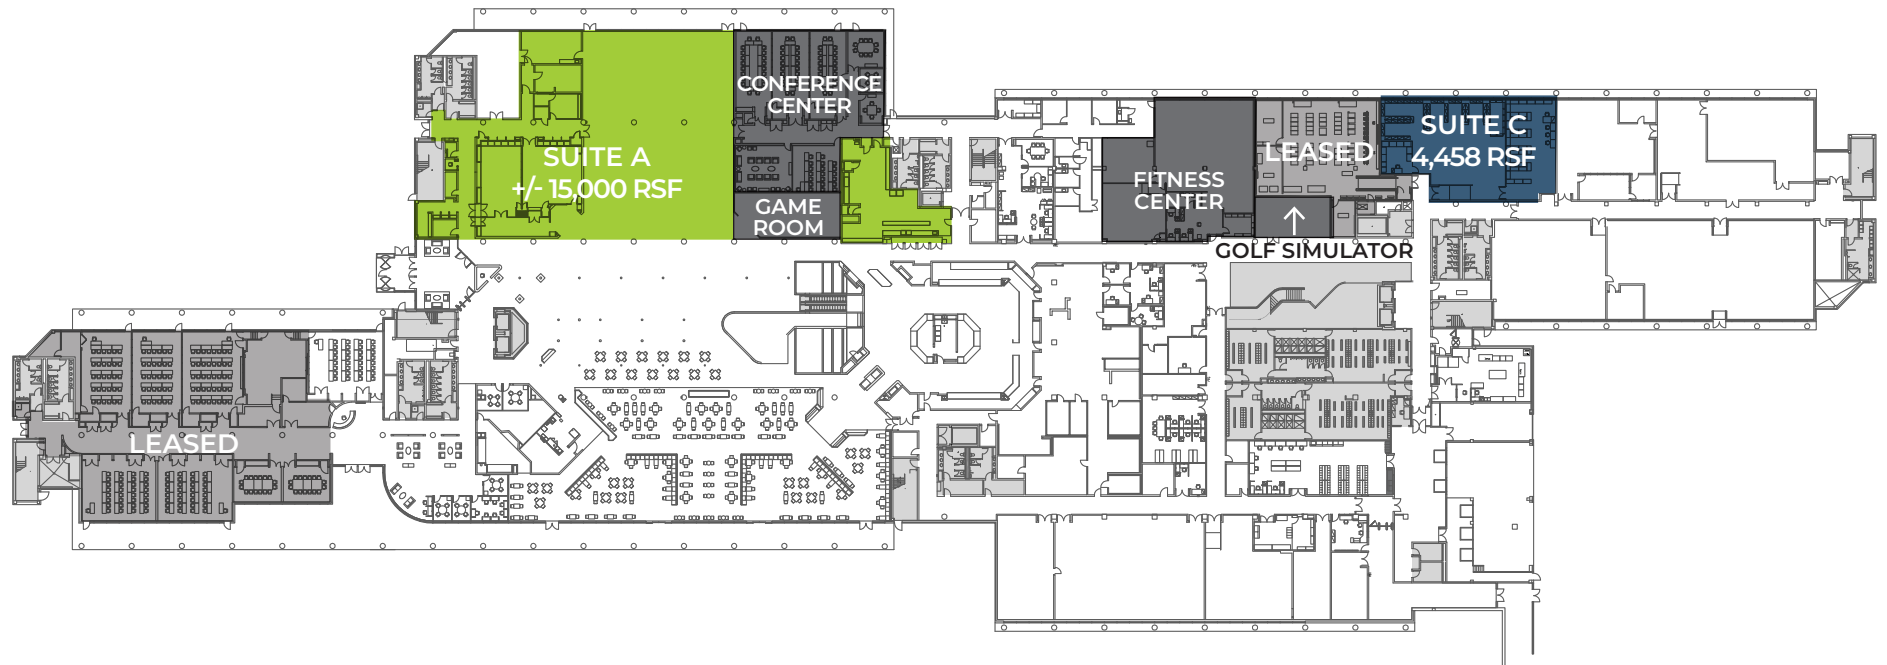 CONFERENCE
CENTER
SUITE A
+/- 15,000 RSF
GAME
ROOM
FITNESS
CENTER
LEASED
SUITE C
4,458 RSF
GOLF SIMULATOR
LEASED